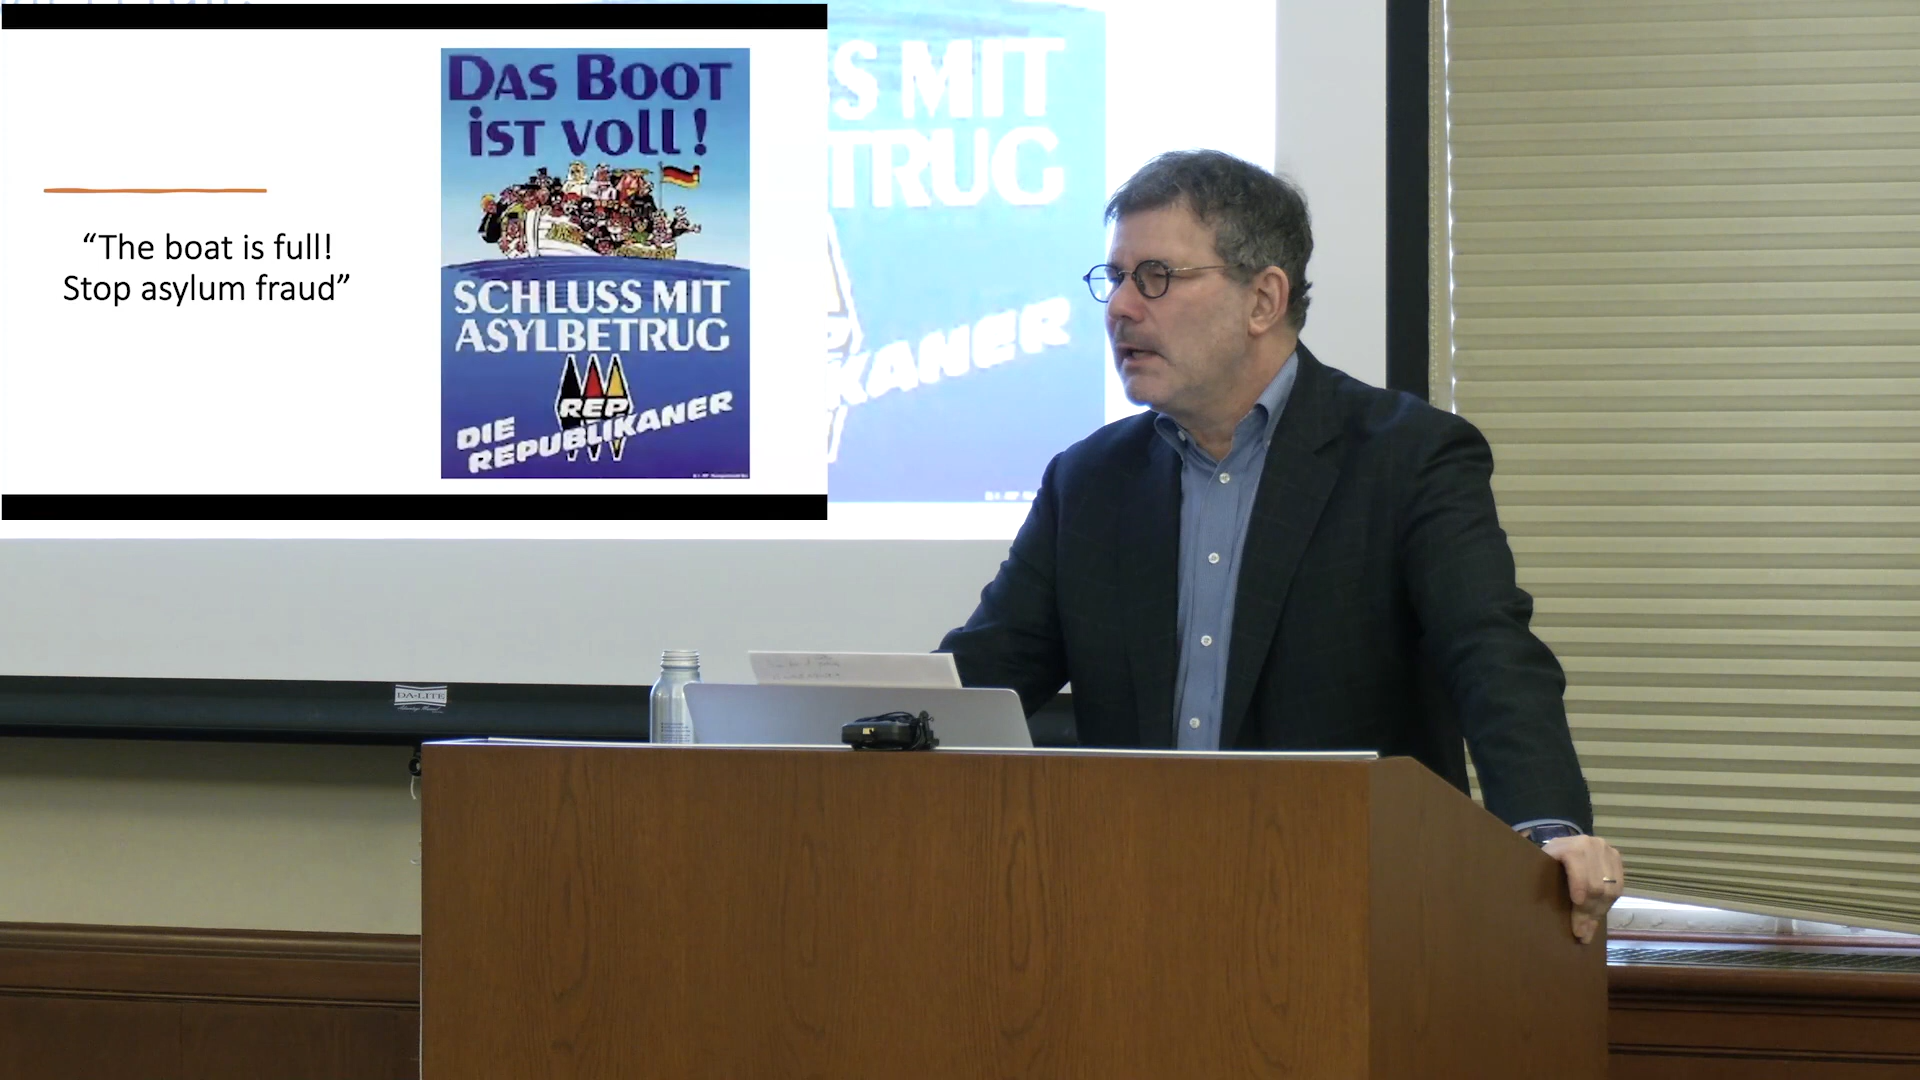 “The boat is full!
Stop asylum fraud”
DAS BOOT
iST VOLL!
SCHLUSS MIT
ASYLBETRUG
REP
DIE
REPUBLIKANER
S MIT
TRUG
KANER
DA-LITE